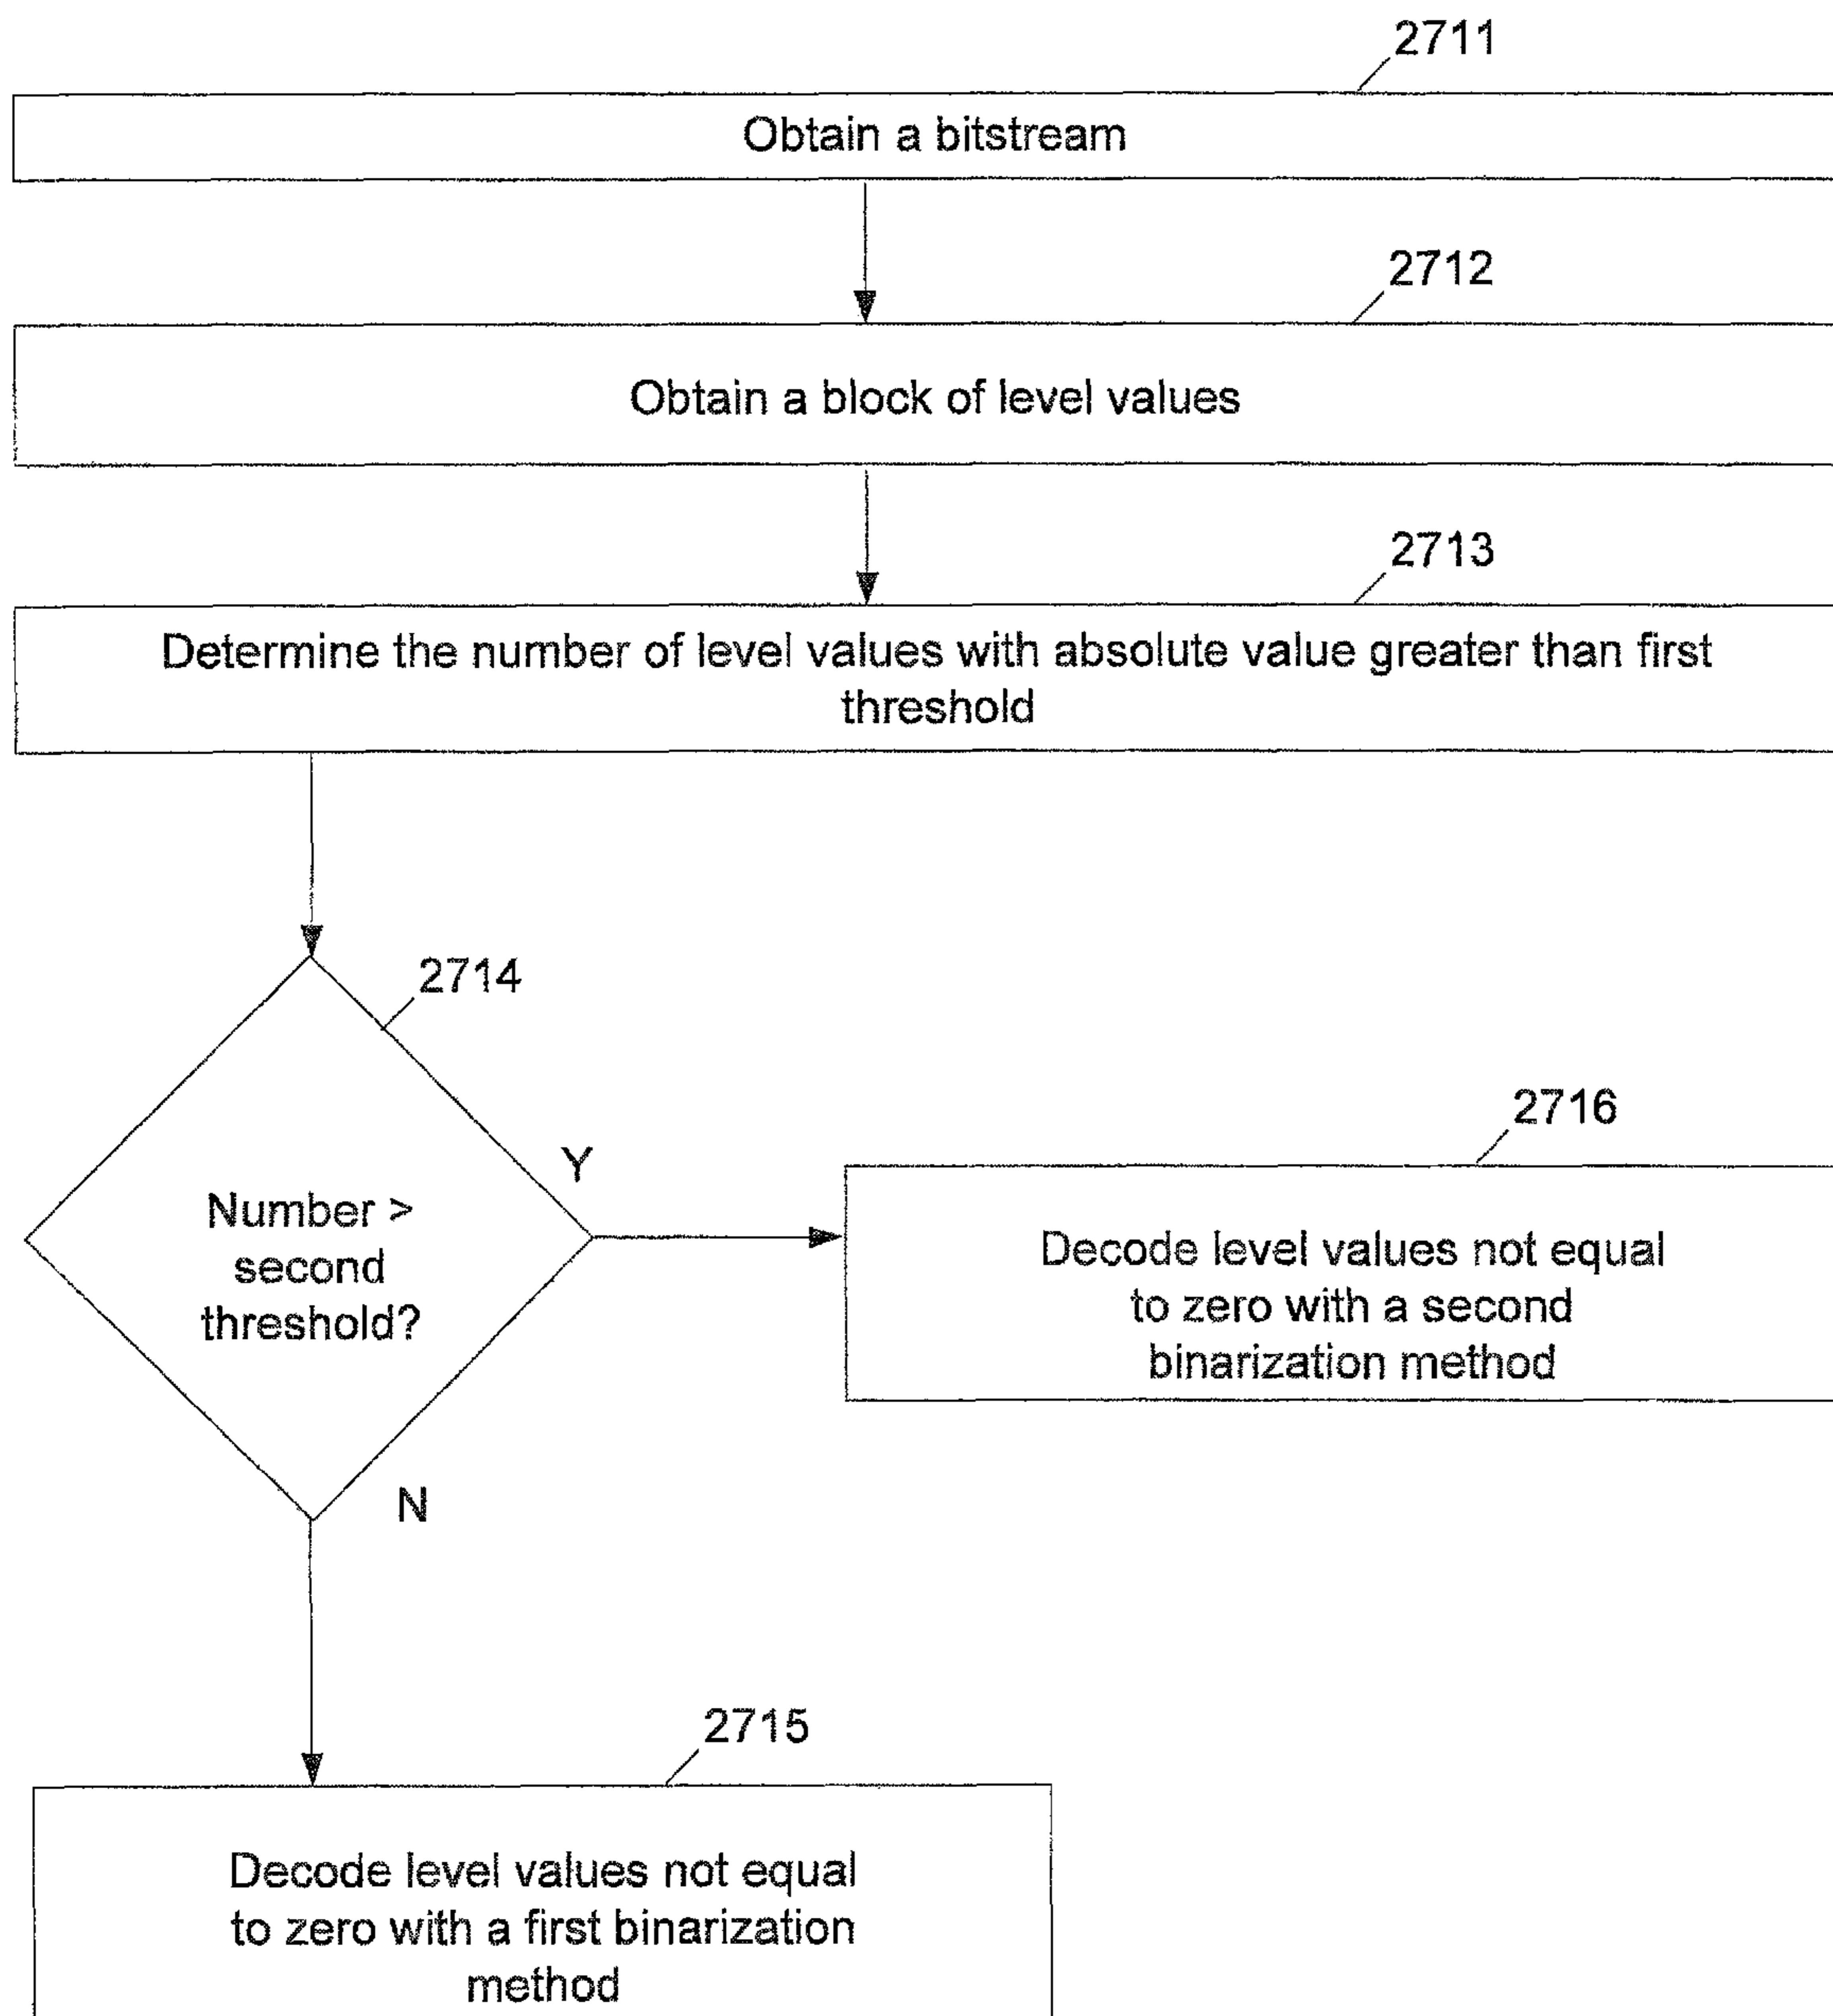 2711
Obtain a bitstream
2712
Obtain a block of level values
2713
Determine the number of level values with absolute value greater than first
threshold
2714
Number >
second
threshold?
Y
N
2716
Decode level values not equal
to zero with a second
binarization method
2715
Decode level values not equal
to zero with a first binarization
method